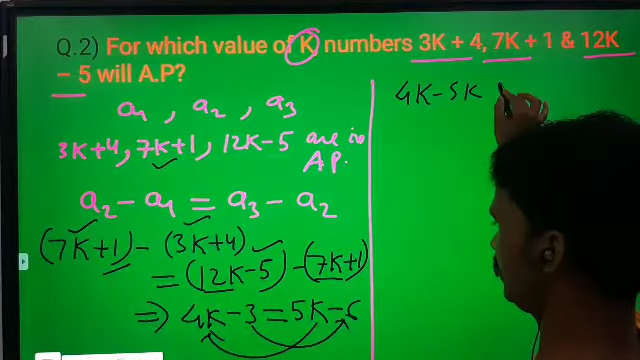 Q.2) For which value of K numbers 3K + 4, 7K + 1 & 12K
- 5 will A.P?
a₁ , a₂ , a₃
3K+4, 7K+1, 12K-5 are in
A.P.
a₂ - a₁ = a₃ - a₂
(7K+1) - (3K+4)
= (12K-5) - (7K+1)
⇒ 4K - 3 = 5K - 6
4K - 5K